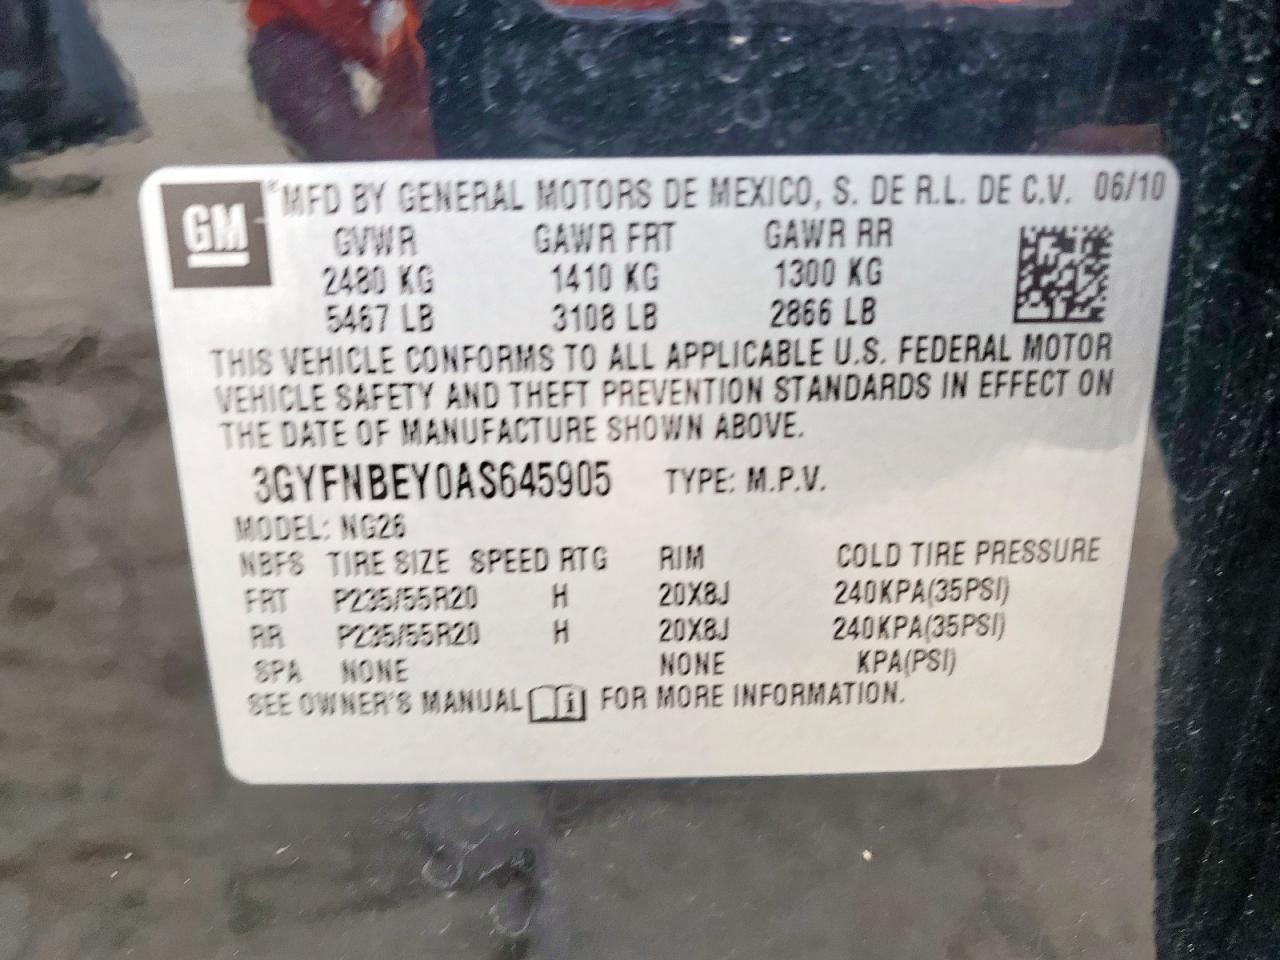 GM
®MFD BY GENERAL MOTORS DE MEXICO, S. DE R.L. DE C.V. 06/10
GVWR GAWR FRT GAWR RR
2480 KG 1410 KG 1300 KG
5467 LB 3108 LB 2866 LB
THIS VEHICLE CONFORMS TO ALL APPLICABLE U.S. FEDERAL MOTOR
VEHICLE SAFETY AND THEFT PREVENTION STANDARDS IN EFFECT ON
THE DATE OF MANUFACTURE SHOWN ABOVE.
3GYFNBEY0AS645905 TYPE: M.P.V.
MODEL: NG26
NBFS TIRE SIZE SPEED RTG RIM COLD TIRE PRESSURE
FRT P235/55R20 H 20X8J 240KPA(35PSI)
RR P235/55R20 H 20X8J 240KPA(35PSI)
SPA NONE NONE KPA(PSI)
SEE OWNER'S MANUAL FOR MORE INFORMATION.